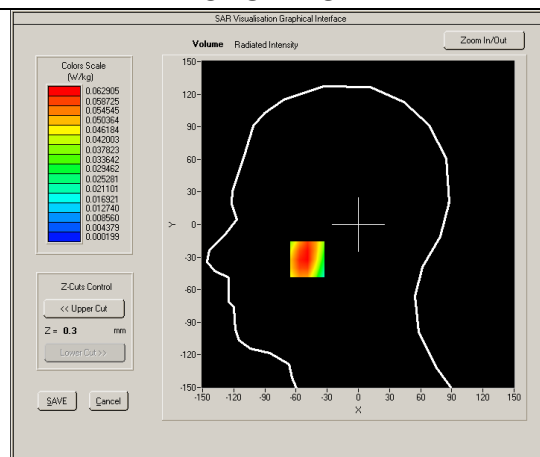 SAR Visualisation Graphical Interface
Volume Radiated Intensity
Zoom In/Out
Colors Scale
(W/kg)
0.062905
0.058725
0.054545
0.050364
0.046184
0.042003
0.037823
0.033642
0.029462
0.025281
0.021101
0.016921
0.012740
0.008560
0.004379
0.000199
Z-Cuts Control
<< Upper Cut
Z = 0.3 mm
Lower Cut >>
SAVE Cancel
150
120
90
60
30
0
-30
-60
-90
-120
-150
Y
-150 -120 -90 -60 -30 0 30 60 90 120 150
X